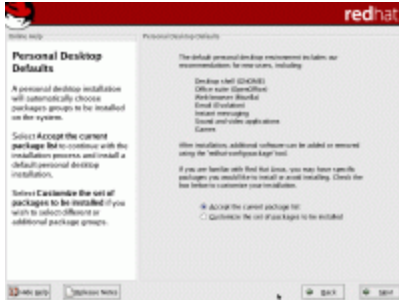 redhat
Online Help
Personal Desktop Defaults
Personal Desktop
Defaults
A personal desktop installation
will automatically choose
packages groups to be installed
on the system.
Select Accept the current
package list to continue with the
installation process and install a
default personal desktop
installation.
Select Customize the set of
packages to be installed if you
wish to select different or
additional package groups.
The default personal desktop environment includes our
recommendations for new users, including:
Desktop shell (GNOME)
Office suite (OpenOffice)
Web browser (Mozilla)
Email (Evolution)
Instant messaging
Sound and video applications
Games
After installation, additional software can be added or removed
using the 'redhat-config-packages' tool.
If you are familiar with Red Hat Linux, you may have specific
packages you would like to install or avoid installing. Check the
box below to customize your installation.
Accept the current package list
Customize the set of packages to be installed
Hide Help
Release Notes
Back
Next